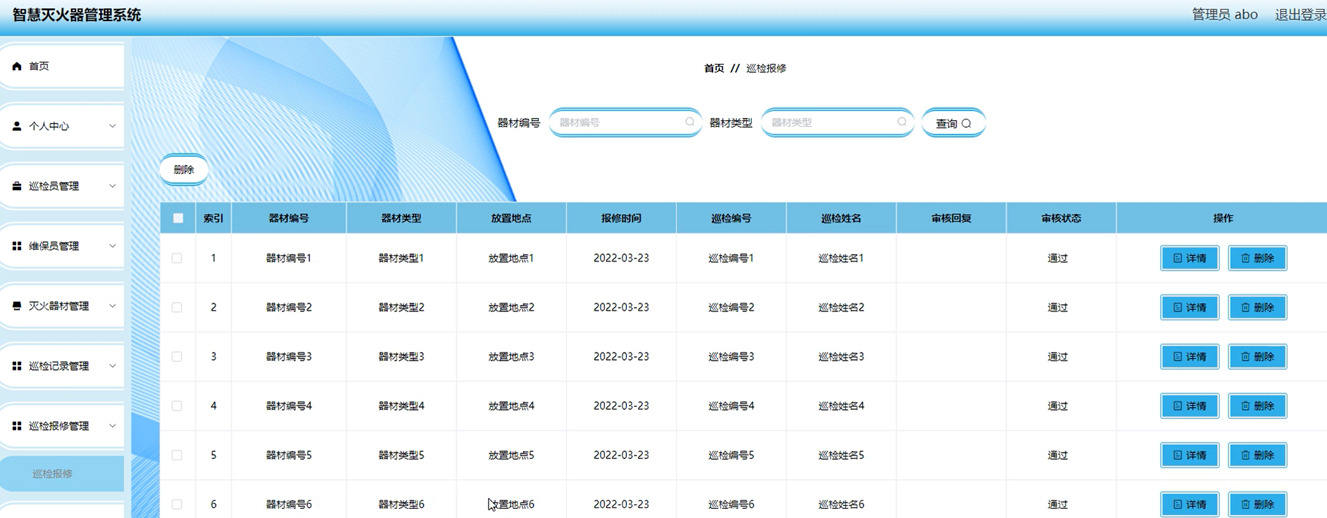 智慧灭火器管理系统
管理员 abo 退出登录
首页
个人中心
巡检员管理
维保员管理
灭火器材管理
巡检记录管理
巡检报修管理
巡检报修
首页 // 巡检报修
器材编号 器材编号 器材类型 器材类型 查询
删除
索引 器材编号 器材类型 放置地点 报修时间 巡检编号 巡检姓名 审核回复 审核状态 操作
1 器材编号1 器材类型1 放置地点1 2022-03-23 巡检编号1 巡检姓名1 通过 详情 删除
2 器材编号2 器材类型2 放置地点2 2022-03-23 巡检编号2 巡检姓名2 通过 详情 删除
3 器材编号3 器材类型3 放置地点3 2022-03-23 巡检编号3 巡检姓名3 通过 详情 删除
4 器材编号4 器材类型4 放置地点4 2022-03-23 巡检编号4 巡检姓名4 通过 详情 删除
5 器材编号5 器材类型5 放置地点5 2022-03-23 巡检编号5 巡检姓名5 通过 详情 删除
6 器材编号6 器材类型6 放置地点6 2022-03-23 巡检编号6 巡检姓名6 通过 详情 删除